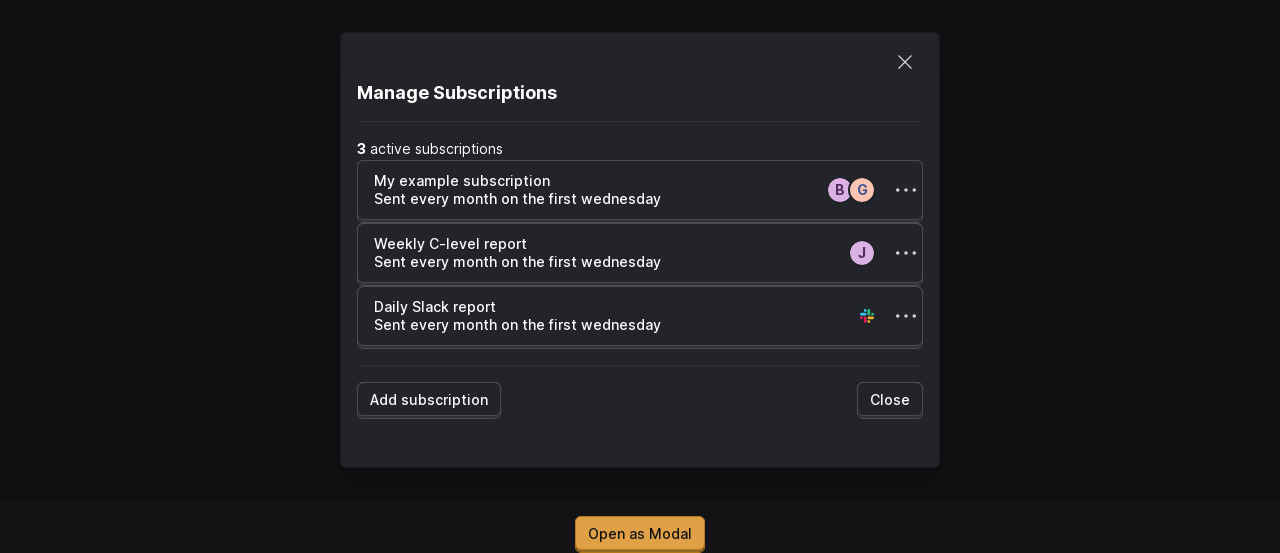 Manage Subscriptions
3 active subscriptions
My example subscription
Sent every month on the first wednesday
B G
Weekly C-level report
Sent every month on the first wednesday
J
Daily Slack report
Sent every month on the first wednesday
Add subscription
Close
Open as Modal